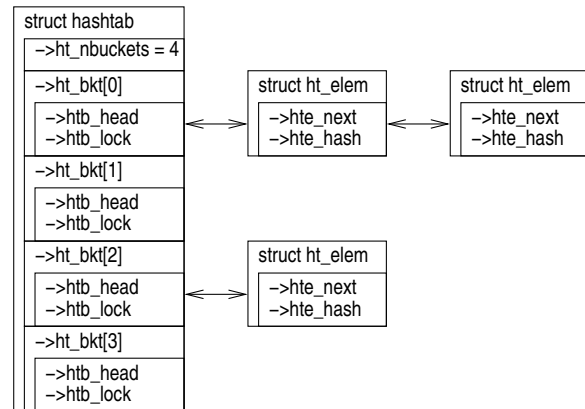 struct hashtab
−>ht_nbuckets = 4
−>ht_bkt[0]
−>htb_head
−>htb_lock
struct ht_elem
−>hte_next
−>hte_hash
struct ht_elem
−>hte_next
−>hte_hash
−>ht_bkt[1]
−>htb_head
−>htb_lock
−>ht_bkt[2]
−>htb_head
−>htb_lock
struct ht_elem
−>hte_next
−>hte_hash
−>ht_bkt[3]
−>htb_head
−>htb_lock